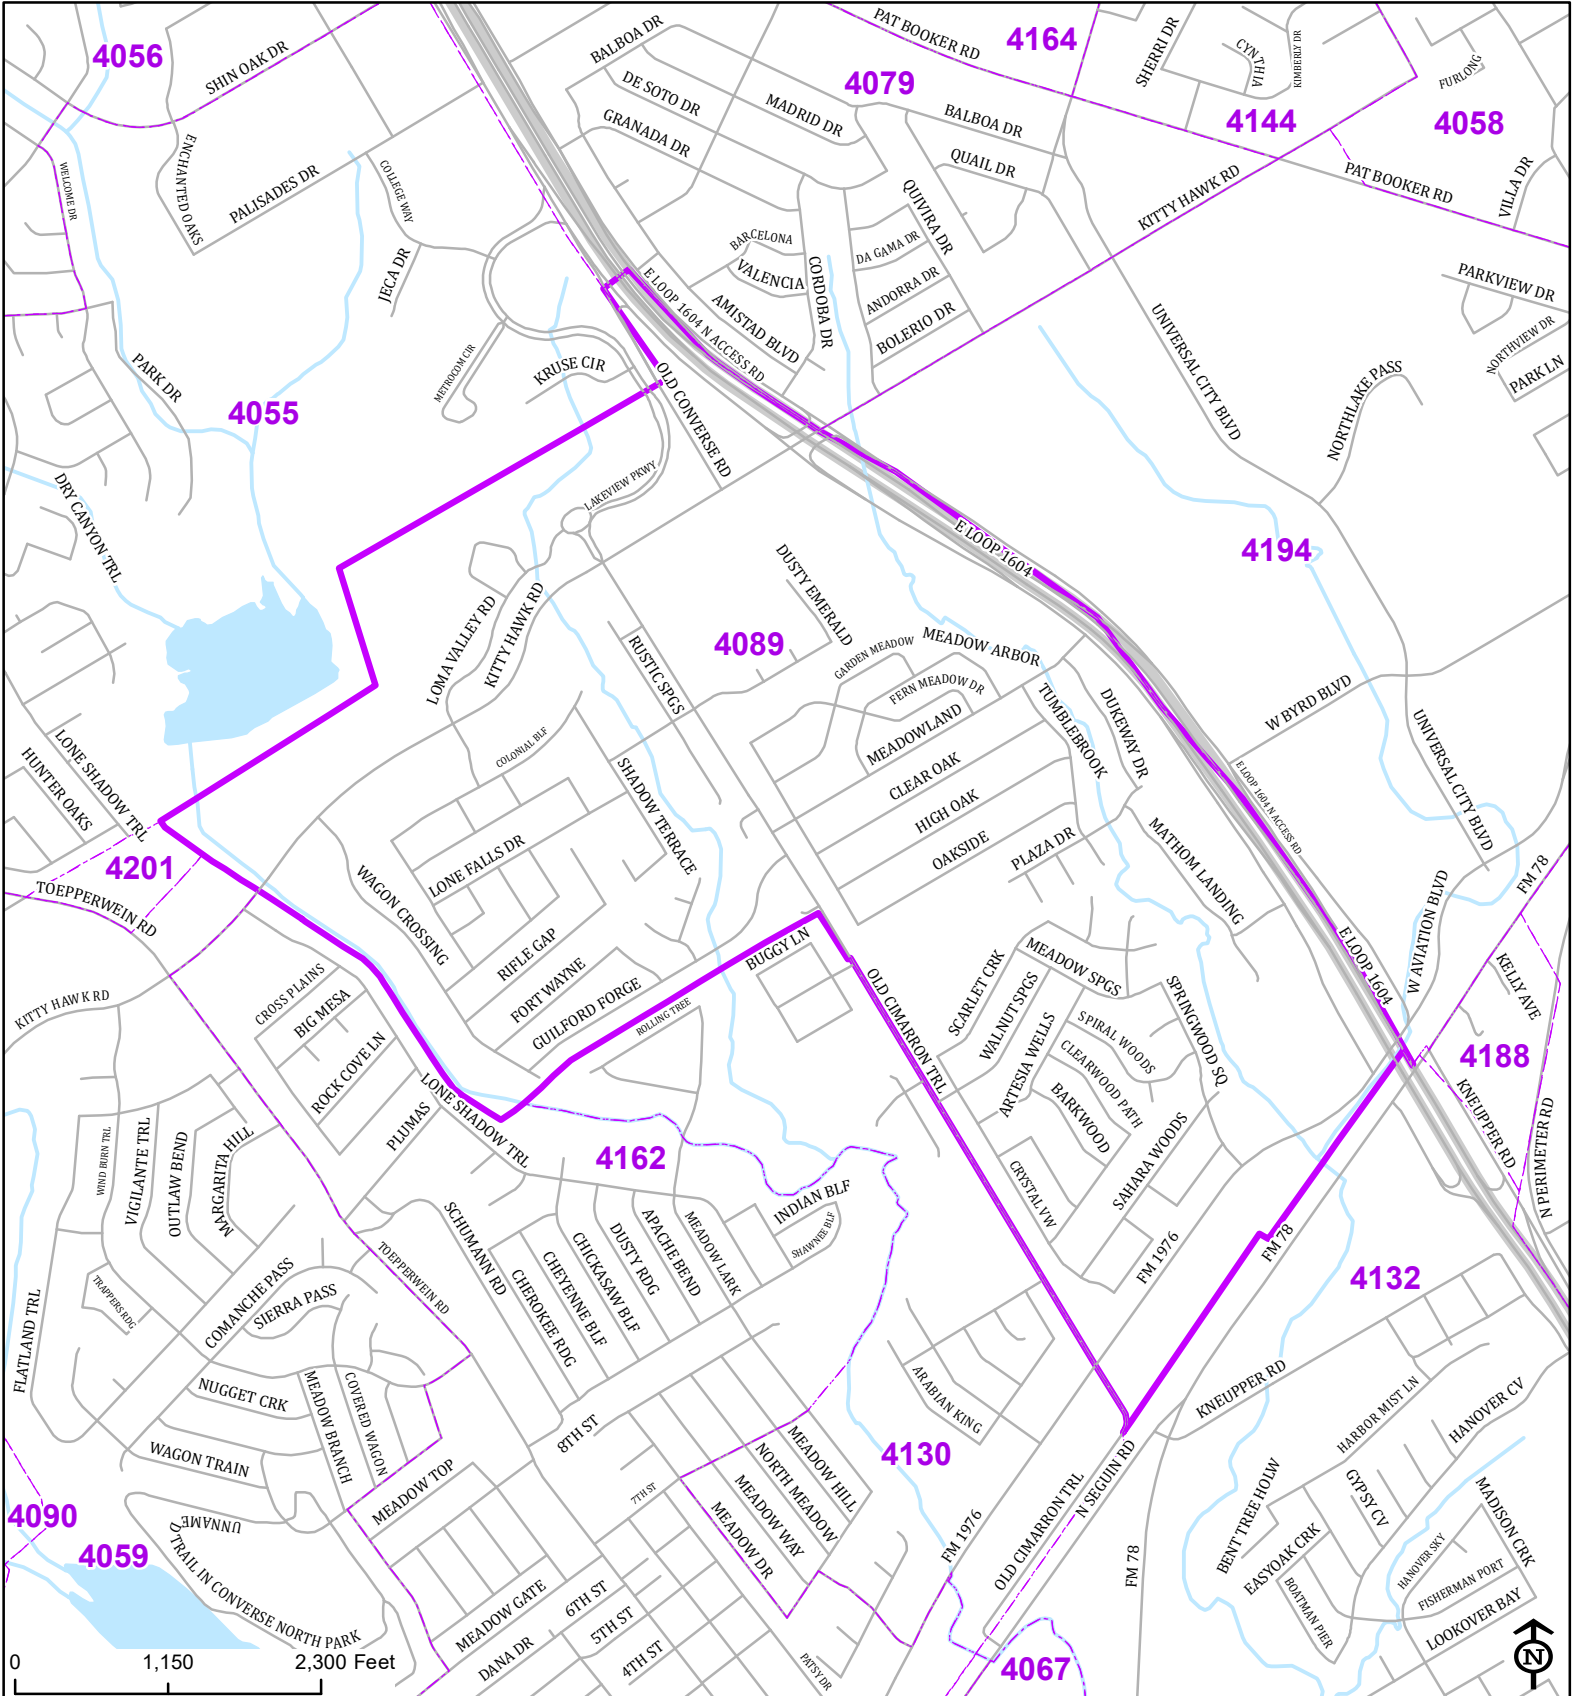 4056
SHIN OAK DR
BALBOA DR
PAT BOOKER RD
4164
SHERRI DR
CYNTHIA
KIMBERLY DR
FURLONG
4079
DE SOTO DR
MADRID DR
GRANADA DR
BALBOA DR
4144
4058
ENCHANTED OAKS
WELCOME DR
PALISADES DR
COLLEGE WAY
QUAIL DR
KITTY HAWK RD
PAT BOOKER RD
VILLA DR
QUIVIRA DR
JECA DR
BARCELONA
VALENCIA
DA GAMA DR
CORDOBA DR
ANDORRA DR
BOLERIO DR
E LOOP 1604 N ACCESS RD
AMISTAD BLVD
UNIVERSAL CITY BLVD
PARKVIEW DR
NORTHVIEW DR
PARK LN
PARK DR
METROCOM CIR
KRUSE CIR
OLD CONVERSE RD
NORTHLAKE PASS
4055
LAKEVIEW PKWY
DRY CANYON TRL
E LOOP 1604
4194
DUSTY EMERALD
LOMA VALLEY RD
KITTY HAWK RD
RUSTIC SPGS
4089
GARDEN MEADOW
MEADOW ARBOR
FERN MEADOW DR
TUMBLEBROOK
DUKEWAY DR
W BYRD BLVD
UNIVERSAL CITY BLVD
LONE SHADOW TRL
HUNTER OAKS
COLONIAL BLF
SHADOW TERRACE
MEADOWLAND
CLEAR OAK
HIGH OAK
OAKSIDE
PLAZA DR
MATHOM LANDING
E LOOP 1604 N ACCESS RD
4201
TOEPPERWEIN RD
LONE FALLS DR
WAGON CROSSING
FM 78
W AVIATION BLVD
RIFLE GAP
FORT WAYNE
GUILFORD FORGE
BUGGY LN
ROLLING TREE
OLD CIMARRON TRL
SCARLET CRK
MEADOW SPGS
WALNUT SPGS
SPRINGWOOD SQ
E LOOP 1604
KELLY AVE
KITTY HAWK RD
CROSS PLAINS
BIG MESA
ROCK COVE LN
PLUMAS
LONE SHADOW TRL
4162
ARTESIA WELLS
SPIRAL WOODS
CLEARWOOD PATH
BARKWOOD
SAHARA WOODS
CRYSTAL VW
4188
KNEUPPER RD
N PERIMETER RD
WIND BURN TRL
VIGILANTE TRL
OUTLAW BEND
MARGARITA HILL
INDIAN BLF
SHAWNEE BLF
MEADOW LARK
APACHE BEND
DUSTY RDG
CHICKASAW BLF
CHEYENNE BLF
CHEROKEE RDG
SCHUMANN RD
TOEPPERWEIN RD
COMANCHE PASS
SIERRA PASS
TRAPPERS RDG
FLATLAND TRL
FM 1976
FM 78
4132
KNEUPPER RD
NUGGET CRK
MEADOW BRANCH
COVERED WAGON
WAGON TRAIN
MEADOW TOP
8TH ST
7TH ST
ARABIAN KING
4130
HARBOR MIST LN
HANOVER CV
MEADOW HILL
NORTH MEADOW
MEADOW WAY
MEADOW DR
OLD CIMARRON TRL
N SEGUIN RD
BENT TREE HOLW
GYPSY CV
MADISON CRK
4090
4059
UNNAMED TRAIL IN CONVERSE NORTH PARK
FM 1976
FM 78
EASYOAK CRK
BOATMAN PIER
HANOVER SKY
FISHERMAN PORT
LOOKOVER BAY
MEADOW GATE
6TH ST
5TH ST
4TH ST
DANA DR
PATSY DR
4067
0 1,150 2,300 Feet
N